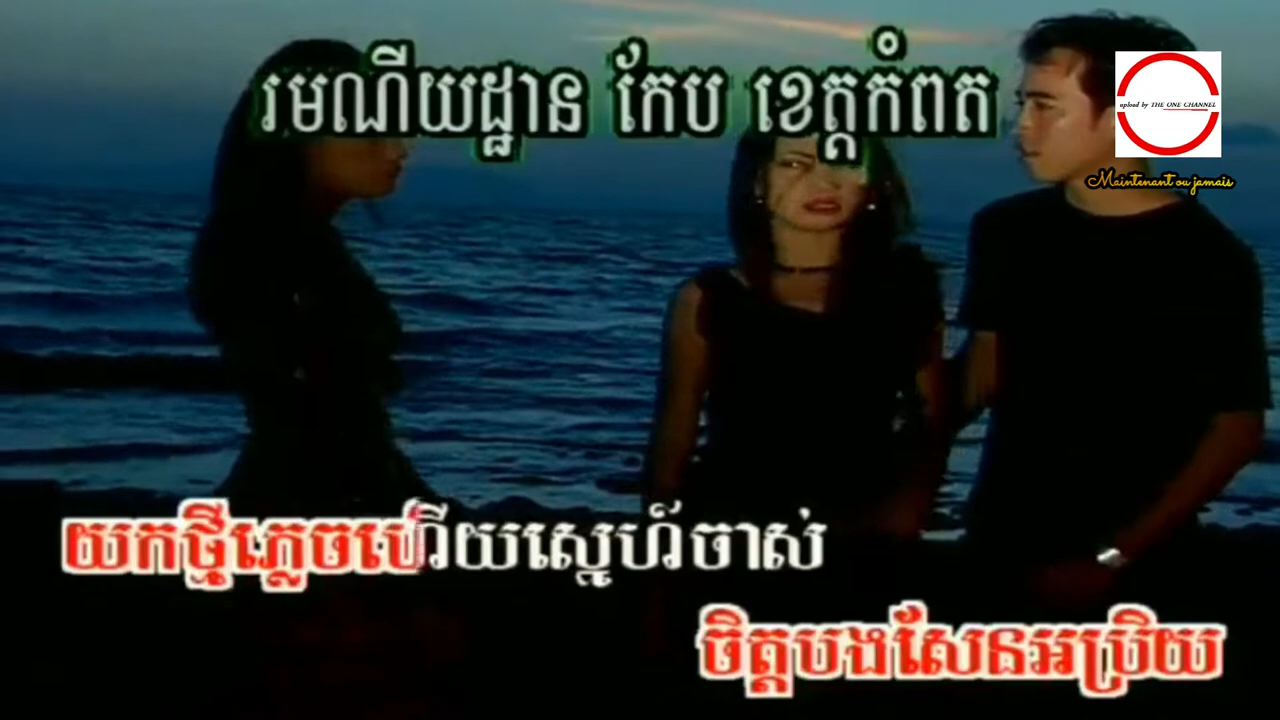 រមណីយដ្ឋាន កែប ខេត្តកំពត
upload by THE ONE CHANNEL
Maintenant ou jamais
យកថ្មីភ្លេចហើយស្នេហ៍ចាស់
ចិត្តបងសែនអប្រិយ